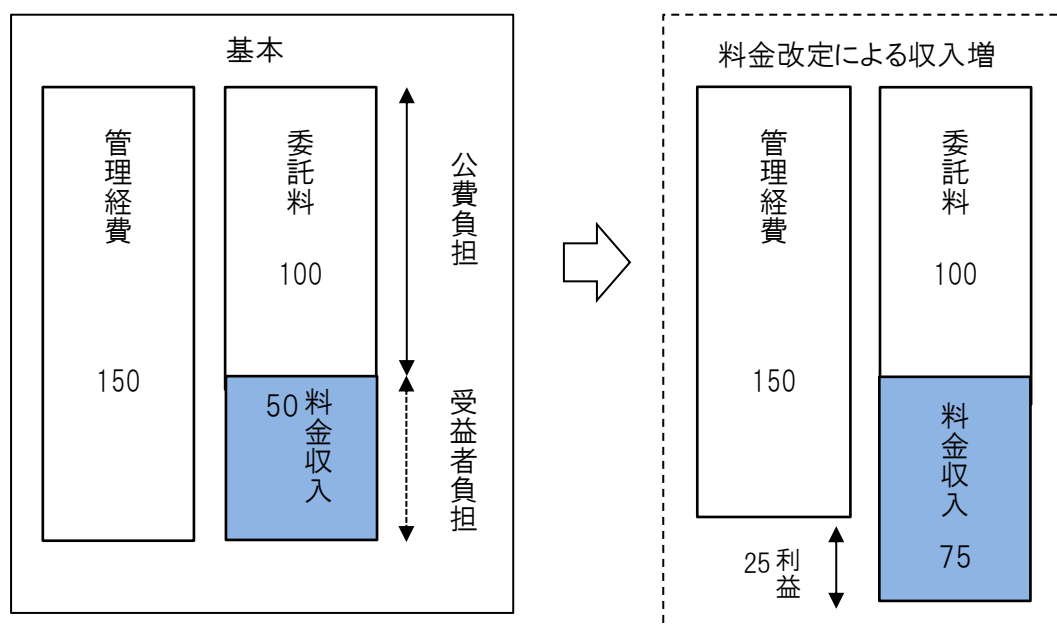 基本
管理経費
150
委託料
100
50
料金収入
公費負担
受益者負担
料金改定による収入増
管理経費
150
委託料
100
料金収入
75
25
利益